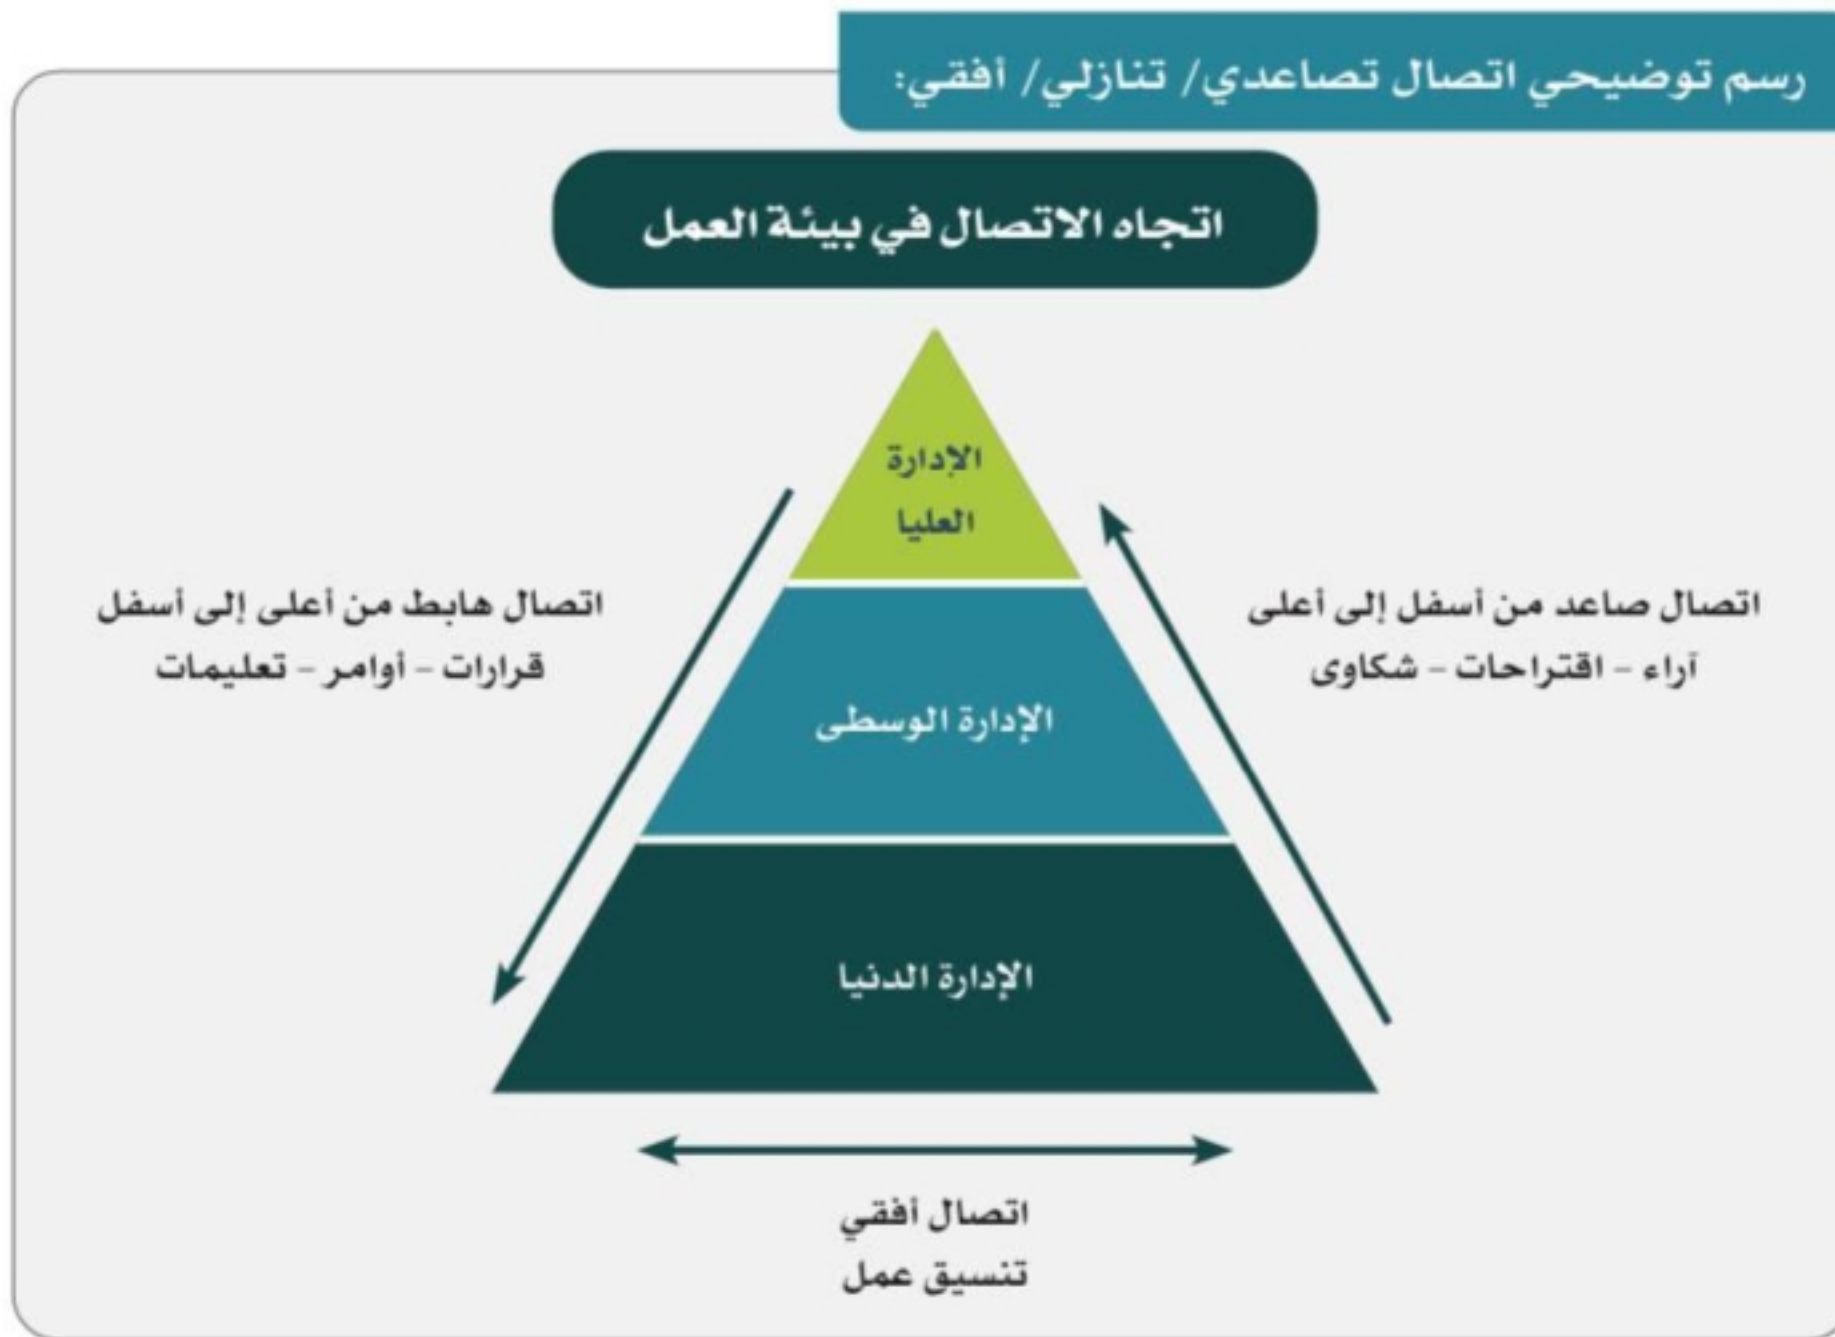 رسم توضيحي اتصال تصاعدي/ تنازلي/ أفقي:
اتجاه الاتصال في بيئة العمل
الإدارة
العليا
اتصال صاعد من أسفل إلى أعلى
آراء - اقتراحات - شكاوى
اتصال هابط من أعلى إلى أسفل
قرارات - أوامر - تعليمات
الإدارة الوسطى
الإدارة الدنيا
اتصال أفقي
تنسيق عمل